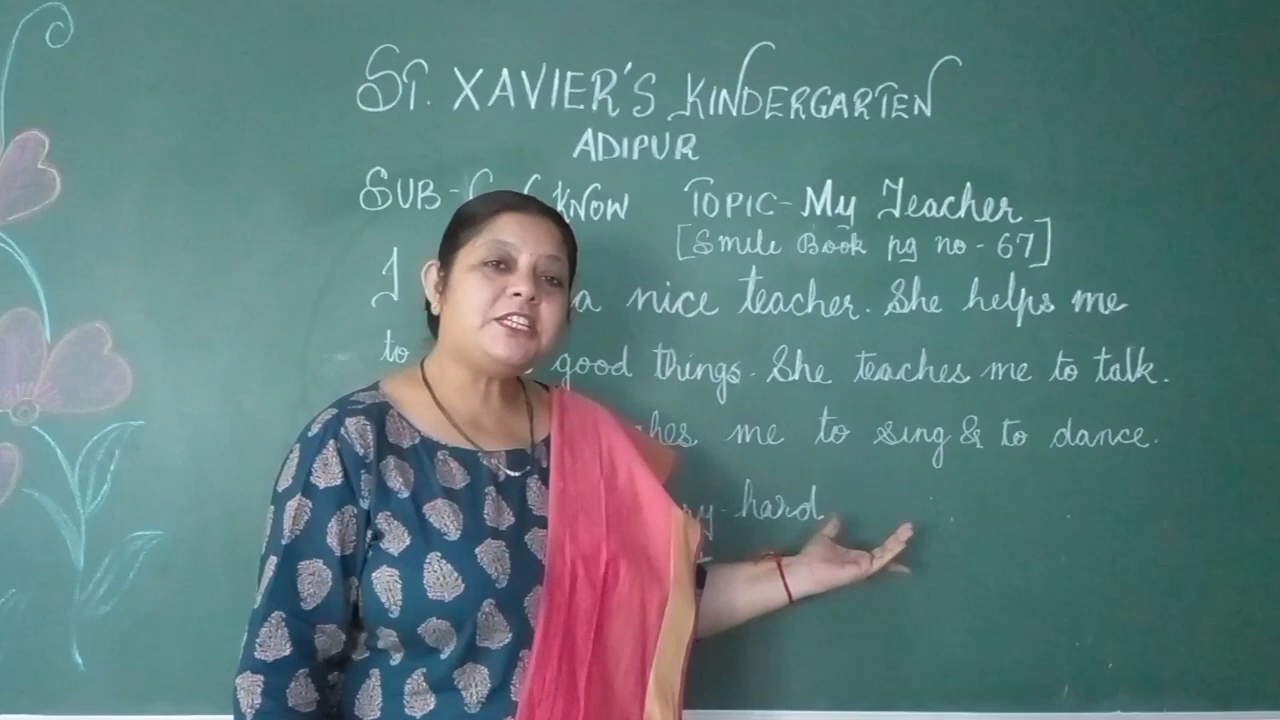 ST. XAVIER'S KINDERGARTEN
ADIPUR
SUB - KNOW TOPIC - My Teacher
[Smile Book pg no - 67]
I a nice teacher. She helps me
to good things. She teaches me to talk.
me to sing & to dance.
hard